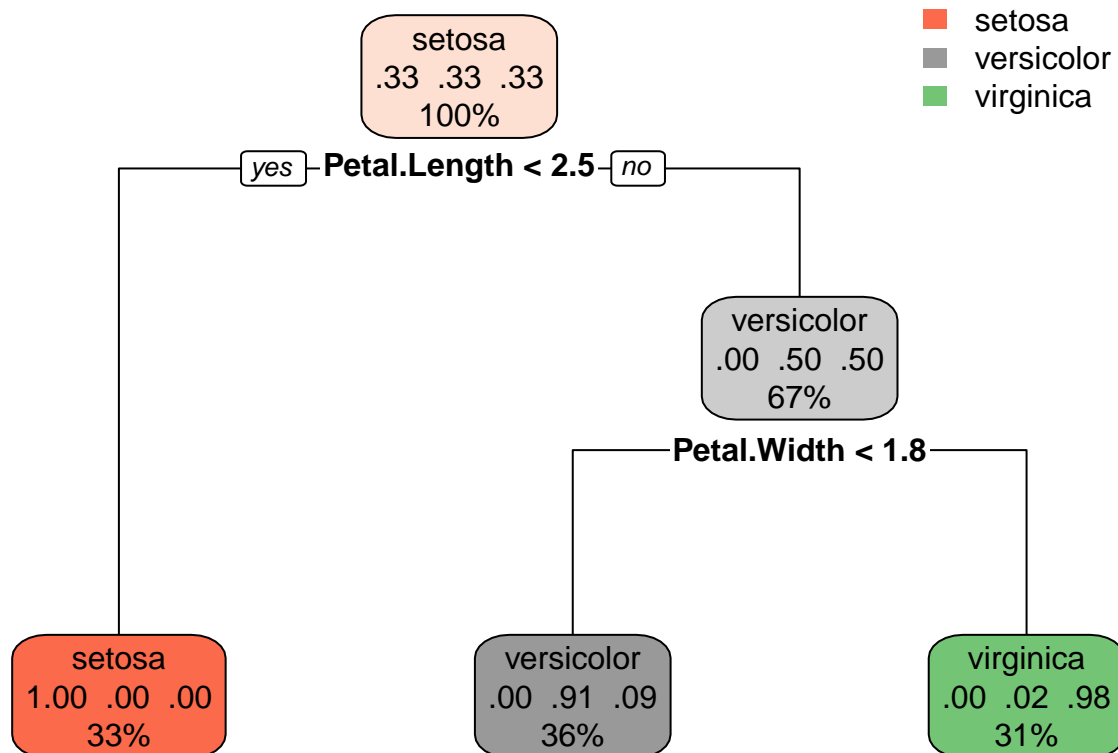 setosa
.33 .33 .33
100%
setosa
versicolor
virginica
yes Petal.Length < 2.5 no
versicolor
.00 .50 .50
67%
Petal.Width < 1.8
setosa
1.00 .00 .00
33%
versicolor
.00 .91 .09
36%
virginica
.00 .02 .98
31%